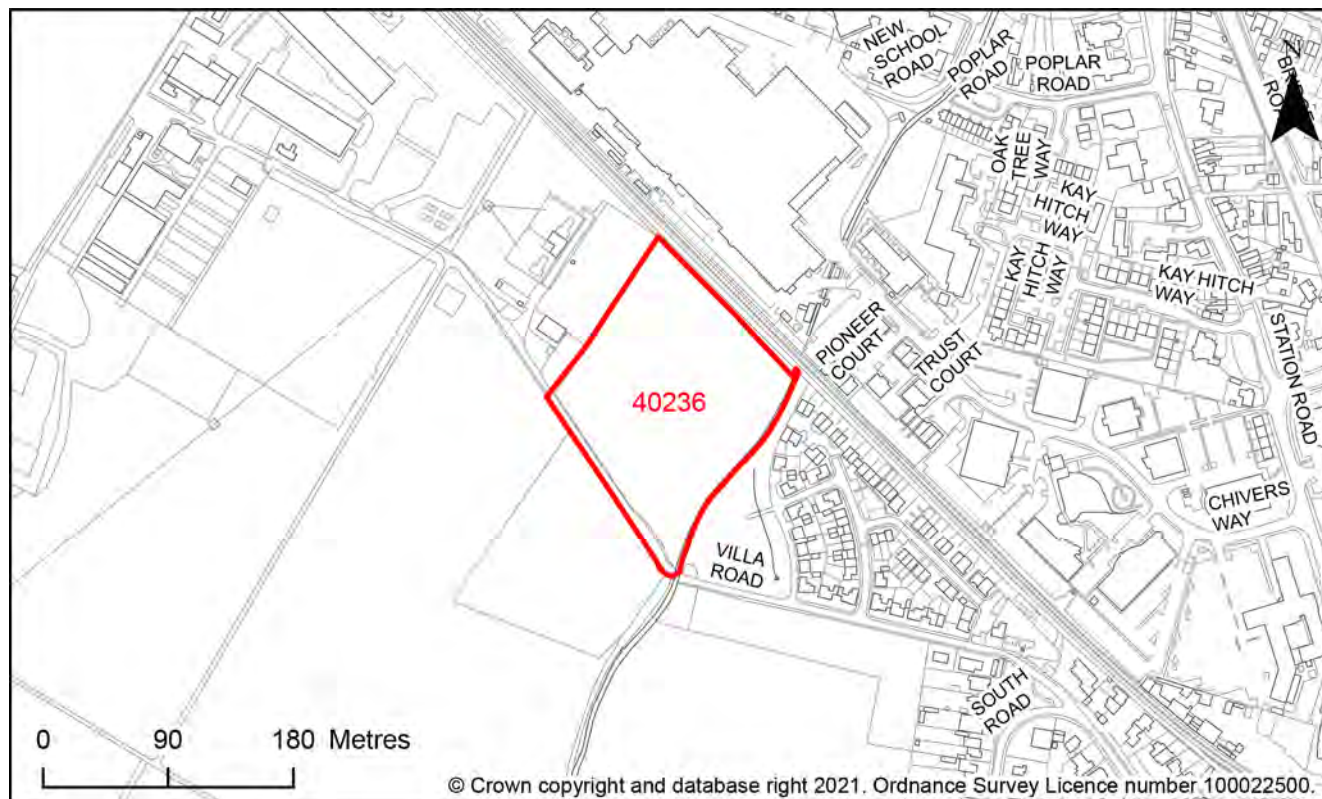 NEW
SCHOOL
ROAD
POPLAR
ROAD
POPLAR
ROAD
N
BRIDGE
ROAD
OAK
TREE
WAY
KAY
HITCH
WAY
KAY
HITCH
WAY
KAY HITCH
WAY
STATION ROAD
PIONEER
COURT
TRUST
COURT
40236
CHIVERS
WAY
VILLA
ROAD
SOUTH
ROAD
0 90 180 Metres
© Crown copyright and database right 2021. Ordnance Survey Licence number 100022500.